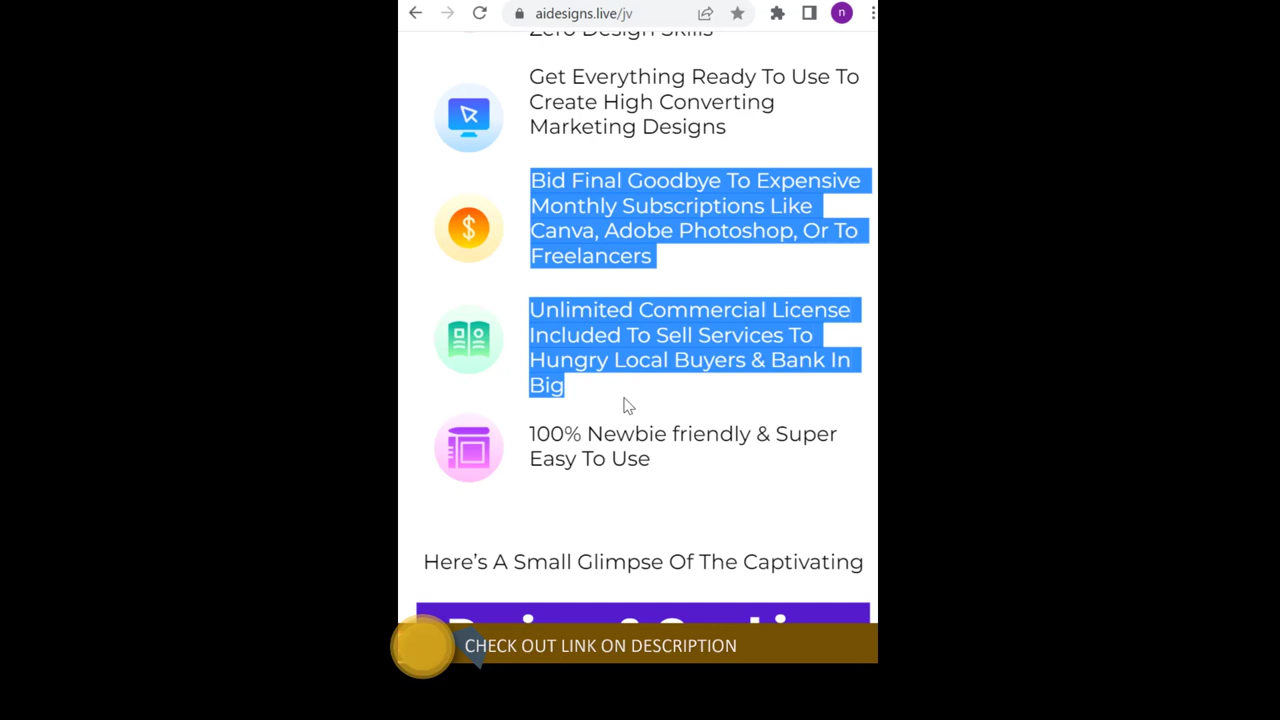 aidesigns.live/jv
n
Zero Design Skills
Get Everything Ready To Use To
Create High Converting
Marketing Designs
Bid Final Goodbye To Expensive
Monthly Subscriptions Like
Canva, Adobe Photoshop, Or To
Freelancers
Unlimited Commercial License
Included To Sell Services To
Hungry Local Buyers & Bank In
Big
100% Newbie friendly & Super
Easy To Use
Here’s A Small Glimpse Of The Captivating
CHECK OUT LINK ON DESCRIPTION